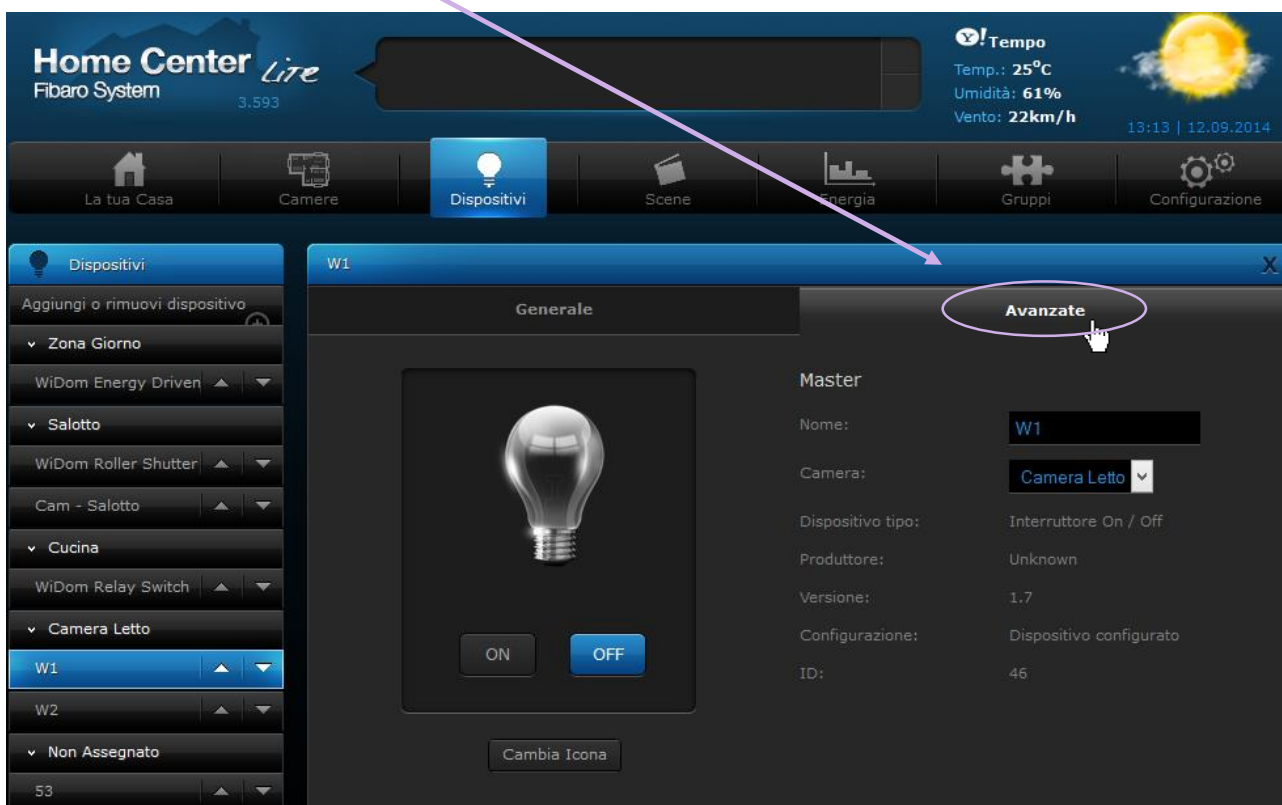 Home Center Lite
Fibaro System
3.593
Y! Tempo
Temp.: 25°C
Umidità: 61%
Vento: 22km/h
13:13 | 12.09.2014
La tua Casa
Camere
Dispositivi
Scene
Energia
Gruppi
Configurazione
Dispositivi
Aggiungi o rimuovi dispositivo
Zona Giorno
WiDom Energy Driven
Salotto
WiDom Roller Shutter
Cam - Salotto
Cucina
WiDom Relay Switch
Camera Letto
W1
W2
Non Assegnato
53
W1
X
Generale
Avanzate
ON
OFF
Cambia Icona
Master
Nome: W1
Camera: Camera Letto
Dispositivo tipo: Interruttore On / Off
Produttore: Unknown
Versione: 1.7
Configurazione: Dispositivo configurato
ID: 46